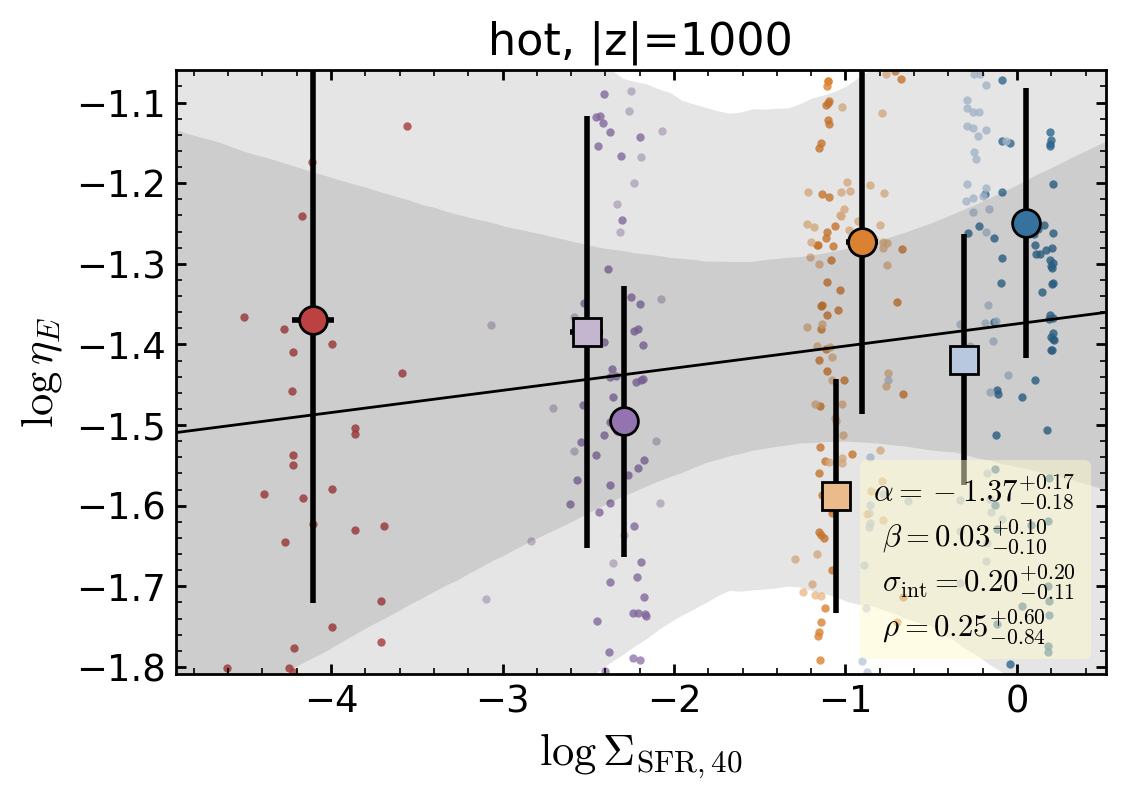 hot, |z|=1000
log η_E
−1.1
−1.2
−1.3
−1.4
−1.5
−1.6
−1.7
−1.8
α = −1.37^{+0.17}_{−0.18}
β = 0.03^{+0.10}_{−0.10}
σ_int = 0.20^{+0.20}_{−0.11}
ρ = 0.25^{+0.60}_{−0.84}
−4 −3 −2 −1 0
log Σ_{SFR, 40}